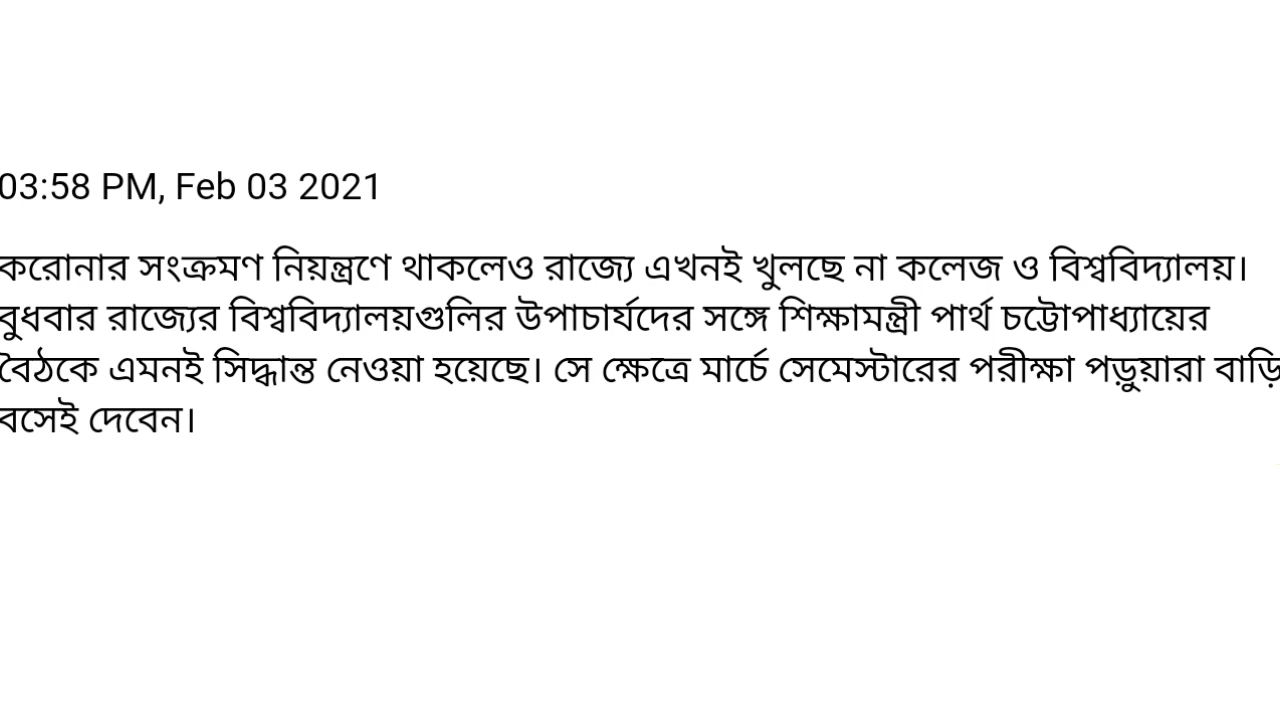 03:58 PM, Feb 03 2021
করোনার সংক্রমণ নিয়ন্ত্রণে থাকলেও রাজ্যে এখনই খুলছে না কলেজ ও বিশ্ববিদ্যালয়।
বুধবার রাজ্যের বিশ্ববিদ্যালয়গুলির উপাচার্যদের সঙ্গে শিক্ষামন্ত্রী পার্থ চট্টোপাধ্যায়ের
বৈঠকে এমনই সিদ্ধান্ত নেওয়া হয়েছে। সে ক্ষেত্রে মার্চে সেমেস্টারের পরীক্ষা পড়ুয়ারা বাড়ি
বসেই দেবেন।